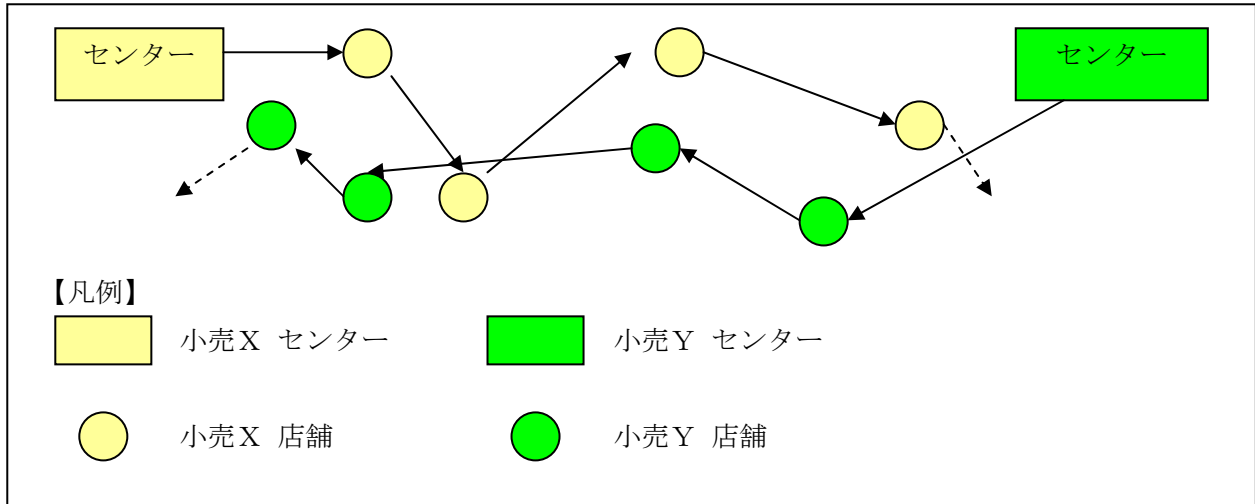 センター
センター
【凡例】
小売Ｘ センター
小売Ｙ センター
小売Ｘ 店舗
小売Ｙ 店舗